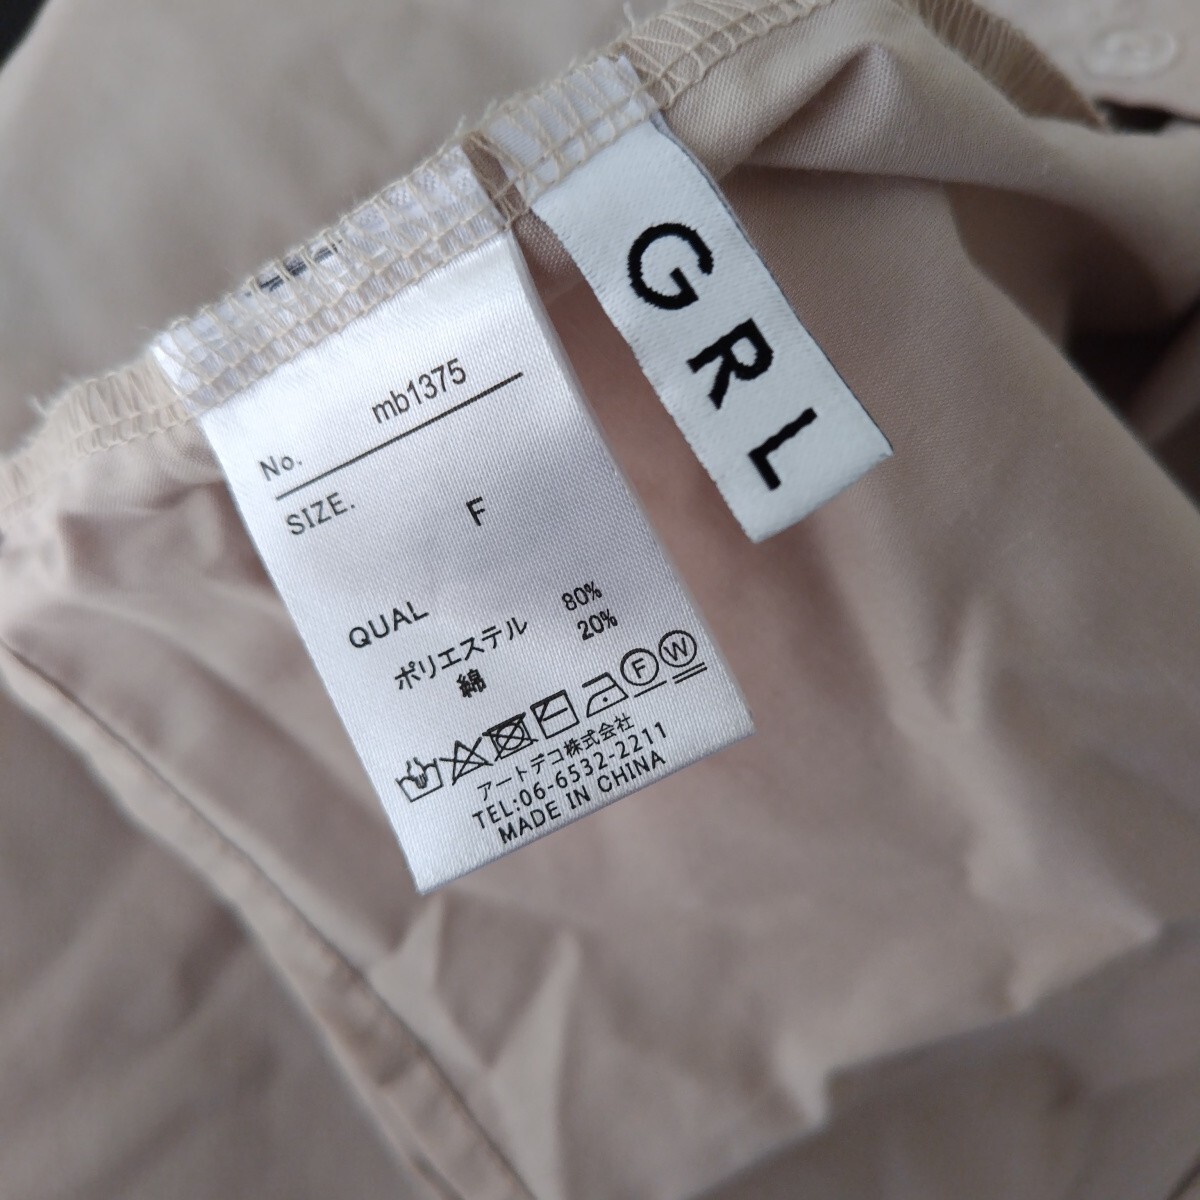 GRL
No. mb1375
SIZE. F
QUAL
ポリエステル 80%
綿 20%
F W
アートデコ株式会社
TEL:06-6532-2211
MADE IN CHINA